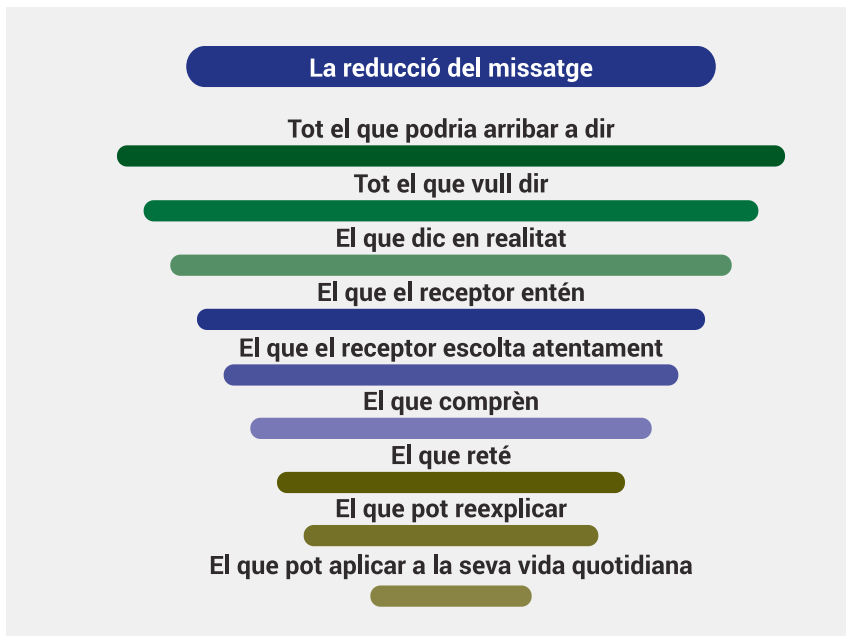 La reducció del missatge
Tot el que podria arribar a dir
Tot el que vull dir
El que dic en realitat
El que el receptor entén
El que el receptor escolta atentament
El que comprèn
El que reté
El que pot reexplicar
El que pot aplicar a la seva vida quotidiana